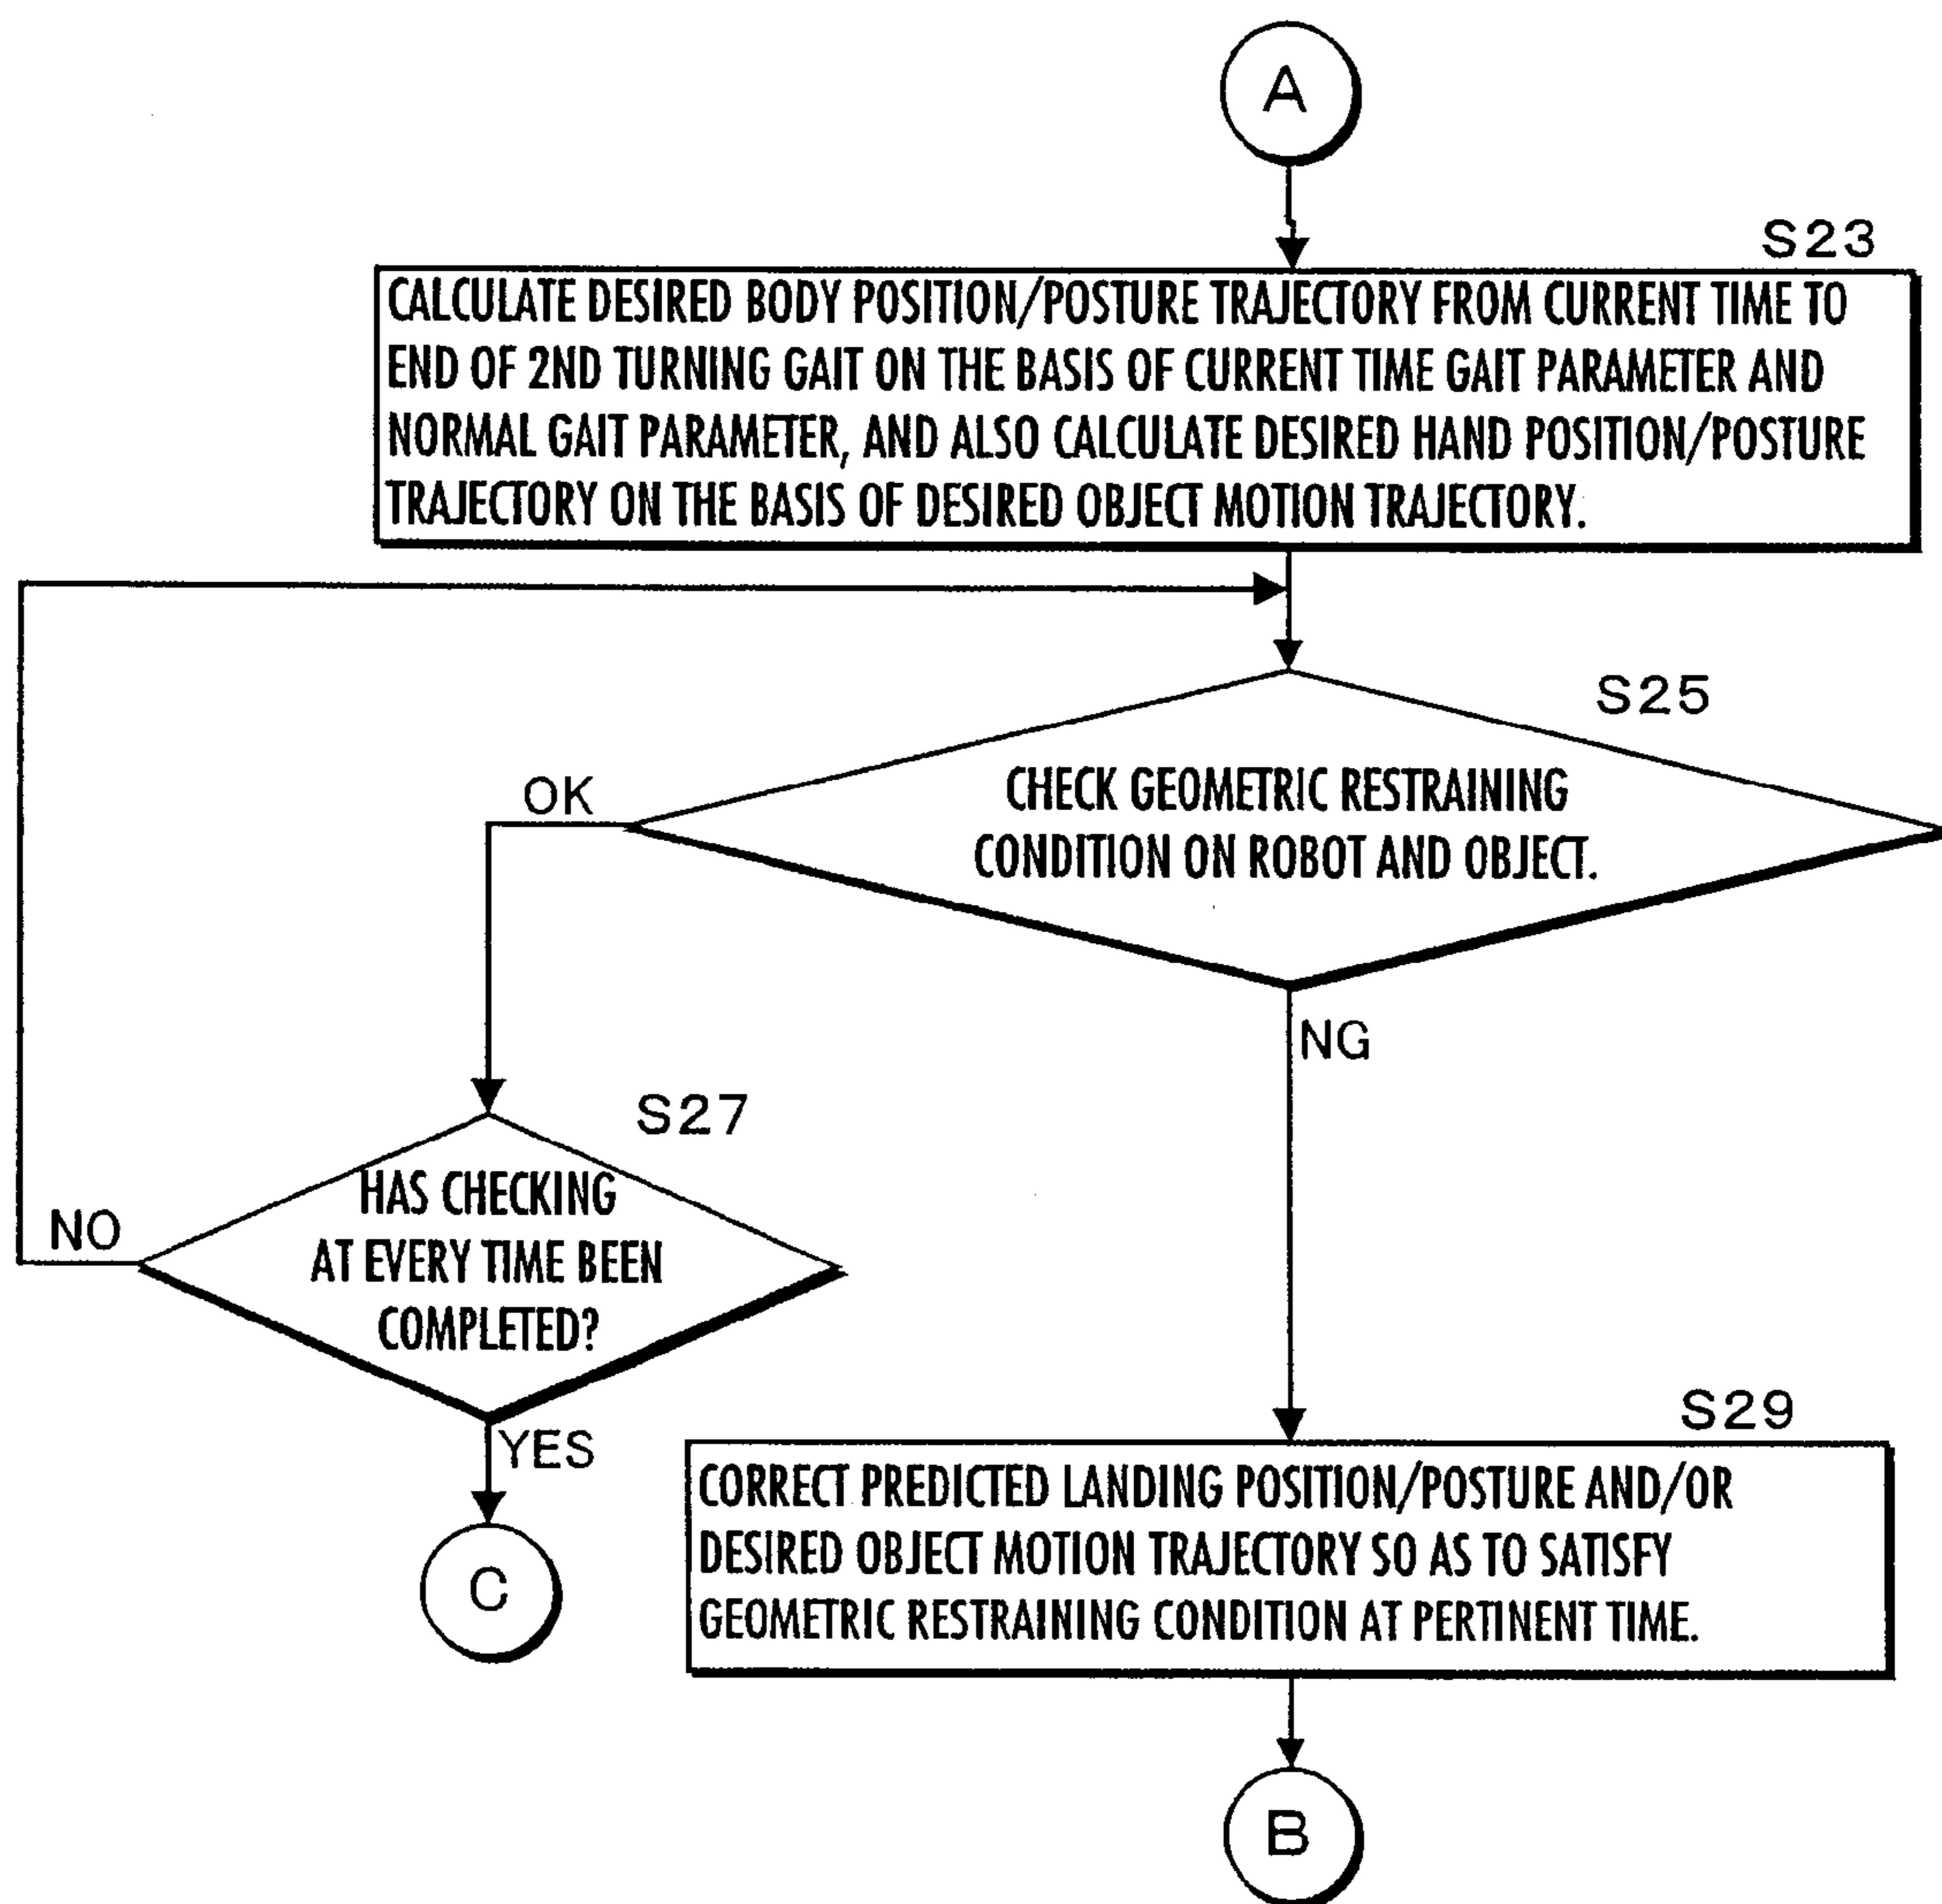 A
S23
CALCULATE DESIRED BODY POSITION/POSTURE TRAJECTORY FROM CURRENT TIME TO
END OF 2ND TURNING GAIT ON THE BASIS OF CURRENT TIME GAIT PARAMETER AND
NORMAL GAIT PARAMETER, AND ALSO CALCULATE DESIRED HAND POSITION/POSTURE
TRAJECTORY ON THE BASIS OF DESIRED OBJECT MOTION TRAJECTORY.
S25
OK
CHECK GEOMETRIC RESTRAINING
CONDITION ON ROBOT AND OBJECT.
NG
S27
HAS CHECKING
AT EVERY TIME BEEN
COMPLETED?
NO
YES
C
S29
CORRECT PREDICTED LANDING POSITION/POSTURE AND/OR
DESIRED OBJECT MOTION TRAJECTORY SO AS TO SATISFY
GEOMETRIC RESTRAINING CONDITION AT PERTINENT TIME.
B